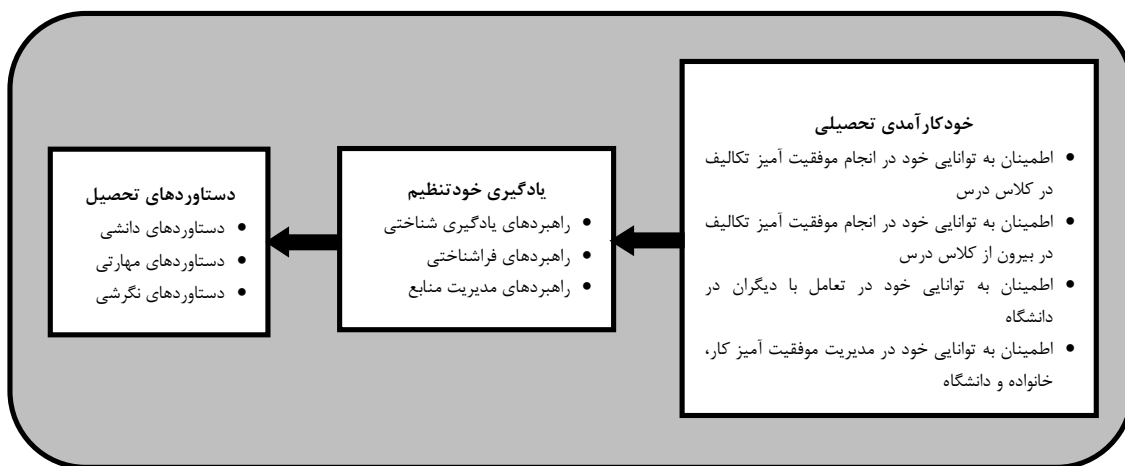 خودکارآمدی تحصیلی
• اطمینان به توانایی خود در انجام موفقیت آمیز تکالیف
در کلاس درس
• اطمینان به توانایی خود در انجام موفقیت آمیز تکالیف
در بیرون از کلاس درس
• اطمینان به توانایی خود در تعامل با دیگران در
دانشگاه
• اطمینان به توانایی خود در مدیریت موفقیت آمیز کار،
خانواده و دانشگاه
یادگیری خودتنظیم
• راهبردهای یادگیری شناختی
• راهبردهای فراشناختی
• راهبردهای مدیریت منابع
دستاوردهای تحصیل
• دستاوردهای دانشی
• دستاوردهای مهارتی
• دستاوردهای نگرشی